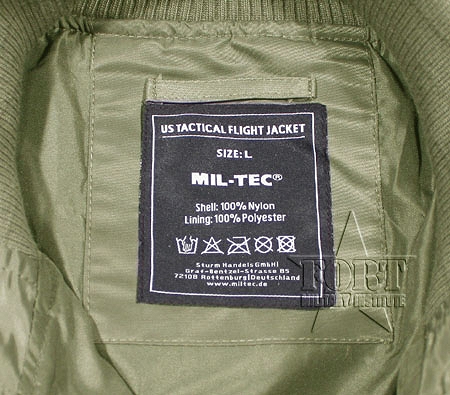 US TACTICAL FLIGHT JACKET
SIZE: L
MIL-TEC®
Shell: 100% Nylon
Lining: 100% Polyester
Sturm Handels GmbH |
Graf-Bentzel-Strasse 85
72108 Rottenburg | Deutschland
www.miltec.de
FORT